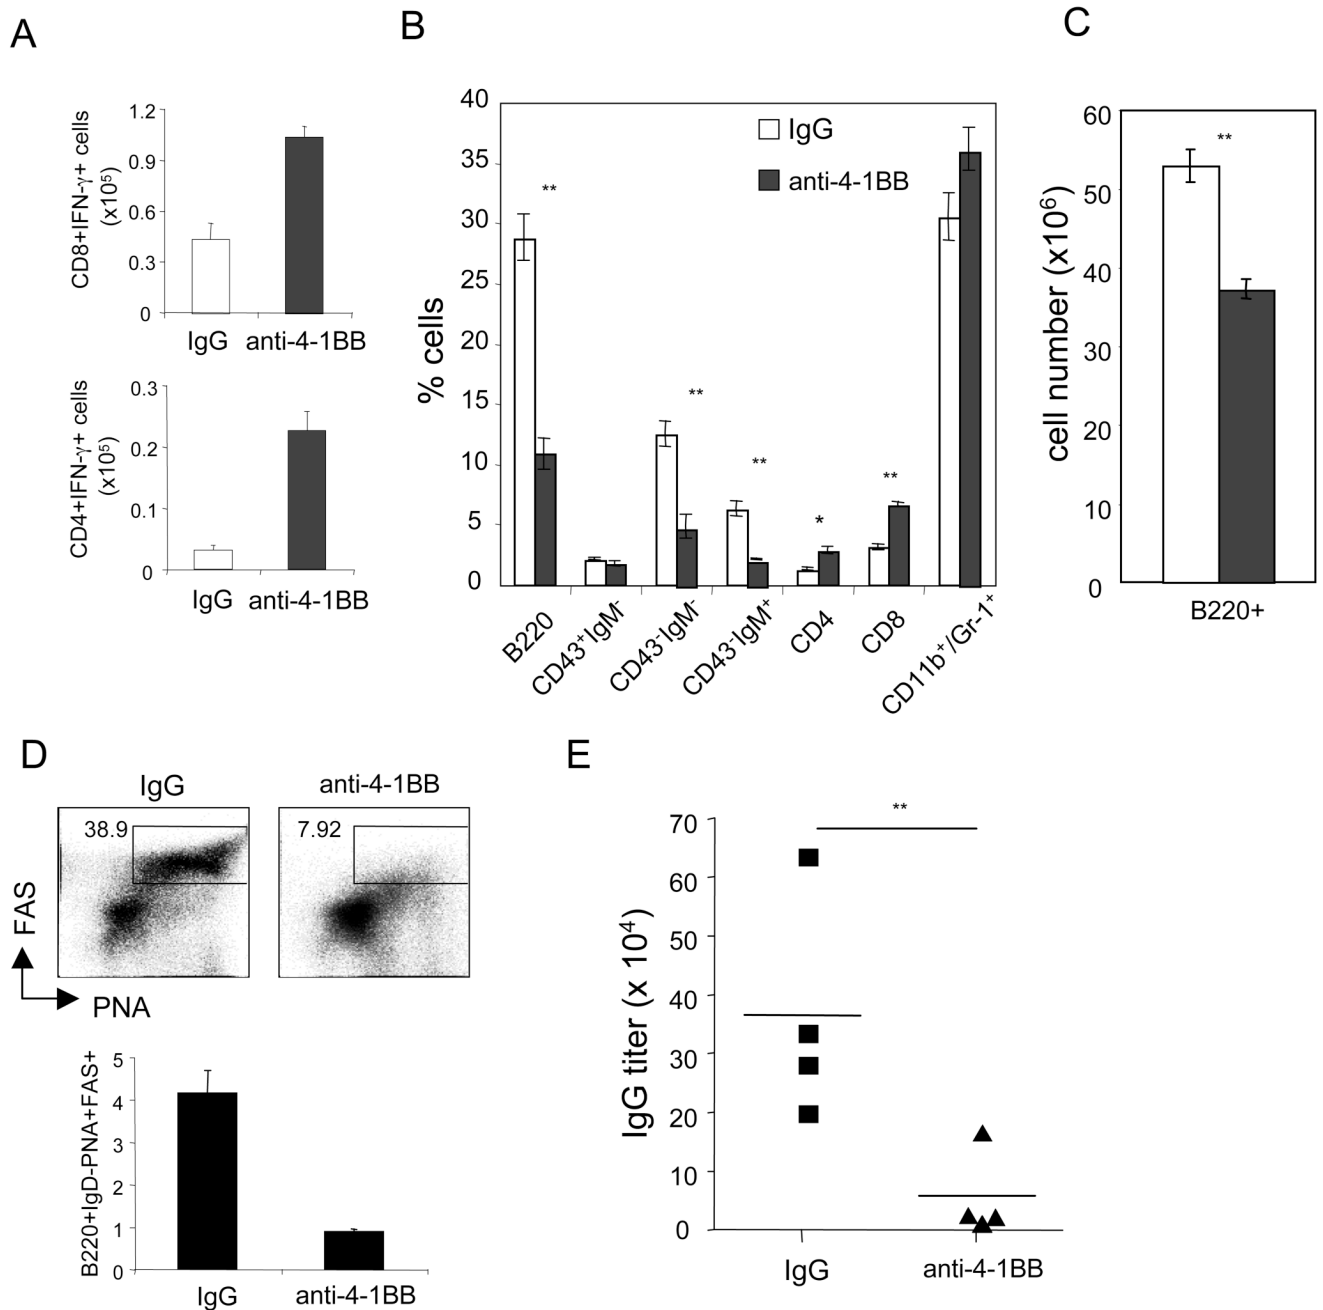 A
CD8+IFN-γ+ cells
(x10⁵)
1.2
0.9
0.6
0.3
0
IgG
anti-4-1BB
CD4+IFN-γ+ cells
(x10⁵)
0.3
0.2
0.1
0
IgG
anti-4-1BB
B
% cells
40
35
30
25
20
15
10
5
0
IgG
anti-4-1BB
**
**
**
*
**
B220
CD43⁺IgM⁻
CD43⁻IgM⁻
CD43⁻IgM⁺
CD4
CD8
CD11b⁺/Gr-1⁺
C
cell number (x10⁶)
60
50
40
30
20
10
0
**
B220+
D
IgG
anti-4-1BB
38.9
7.92
FAS
PNA
B220+IgD-PNA+FAS+
5
4
3
2
1
0
IgG
anti-4-1BB
E
IgG titer (x 10⁴)
70
60
50
40
30
20
10
0
**
IgG
anti-4-1BB